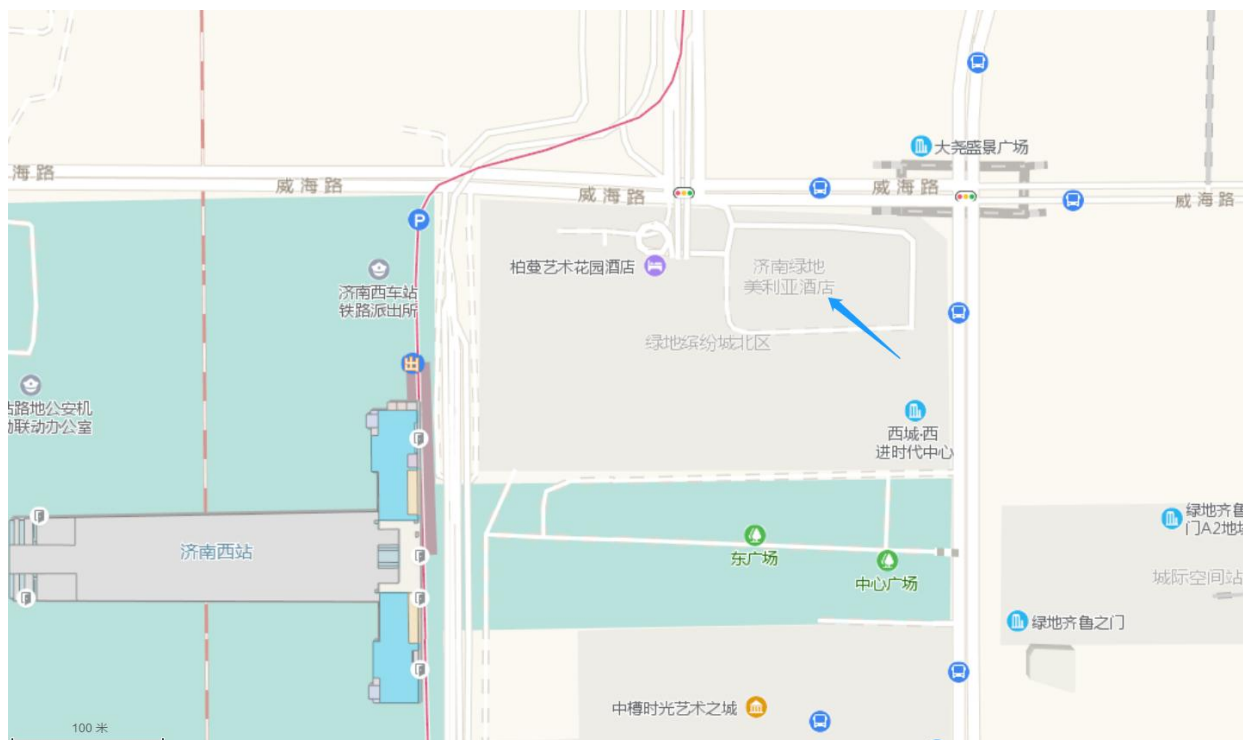 大尧盛景广场
海路
威海路
威海路
威海路
威海路
P
柏蔓艺术花园酒店
济南绿地
美利亚酒店
济南西车站
铁路派出所
绿地缤纷城北区
站路地公安机
动联动办公室
西城·西
进时代中心
绿地齐鲁
门A2地块
济南西站
东广场
中心广场
城际空间站
绿地齐鲁之门
中樽时光艺术之城
100 米